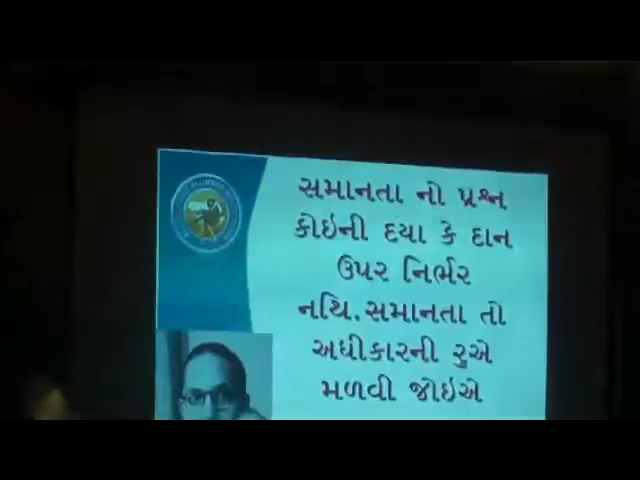 સમાનતા નો પ્રશ્ન
કોઇની દયા કે દાન
ઉપર નિર્ભર
નથિ.સમાનતા તો
અધીકારની રુએ
મળવી જોઇએ